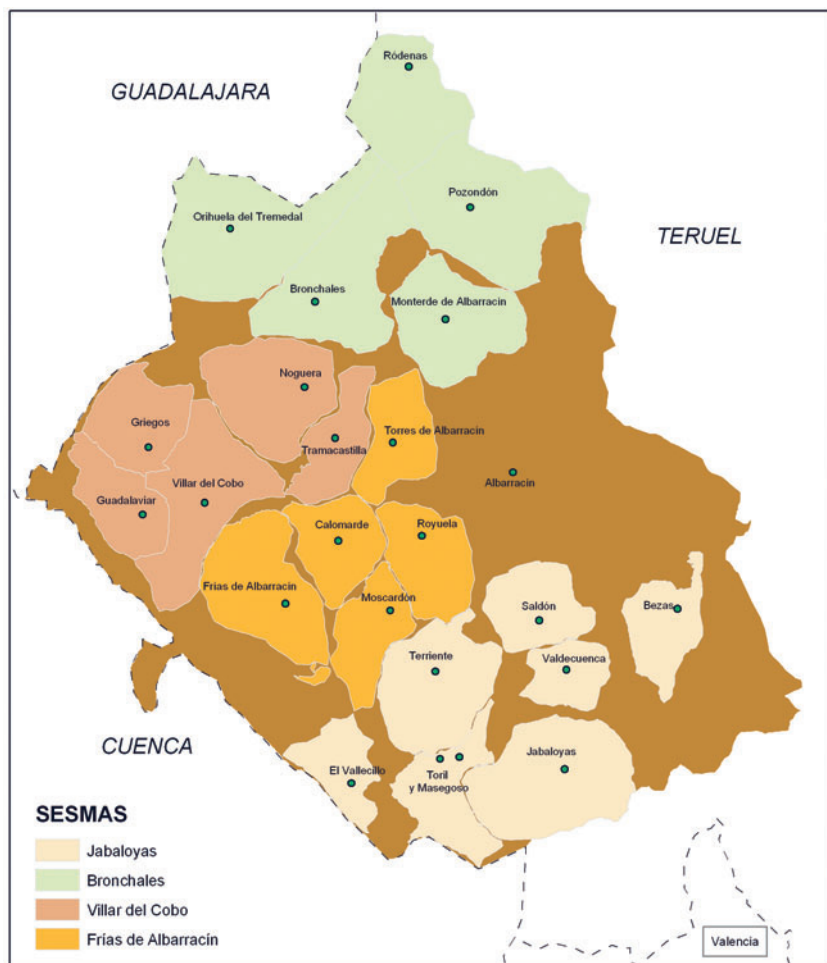 Ródenas
GUADALAJARA
Pozondón
Orihuela del Tremedal
TERUEL
Bronchales
Monterde de Albarracín
Noguera
Griegos
Torres de Albarracín
Tramacastilla
Villar del Cobo
Albarracín
Guadalaviar
Calomarde
Royuela
Frías de Albarracín
Moscardón
Saldón
Bezas
Terriente
Valdecuenca
CUENCA
Jabaloyas
El Vallecillo
Toril
y Masegoso
SESMAS
Jabaloyas
Bronchales
Villar del Cobo
Frías de Albarracín
Valencia